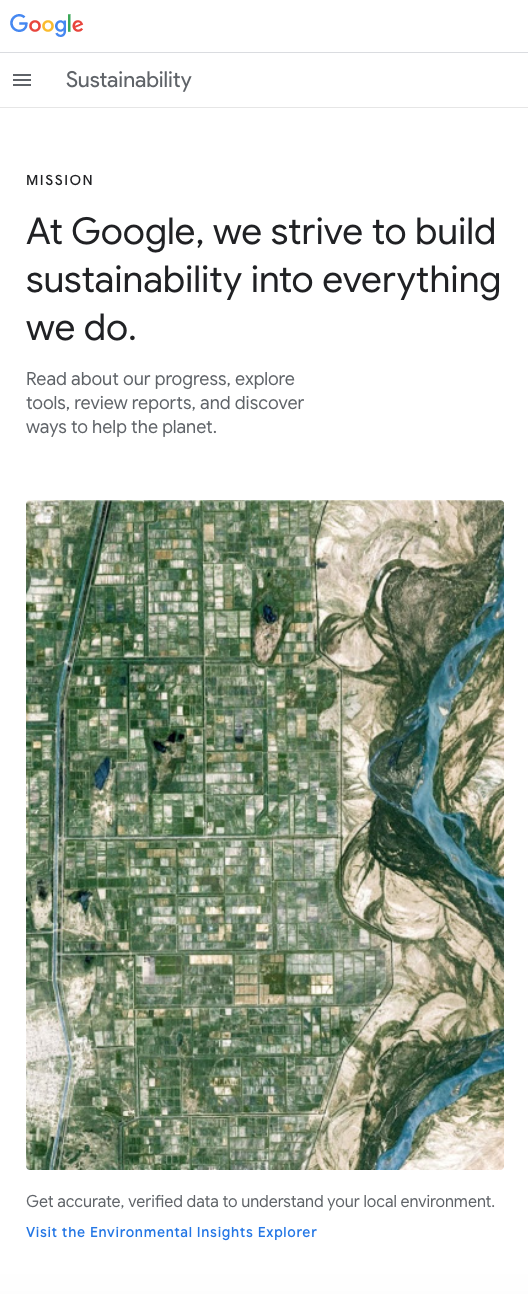 Google
Sustainability
MISSION
At Google, we strive to build
sustainability into everything
we do.
Read about our progress, explore
tools, review reports, and discover
ways to help the planet.
Get accurate, verified data to understand your local environment.
Visit the Environmental Insights Explorer